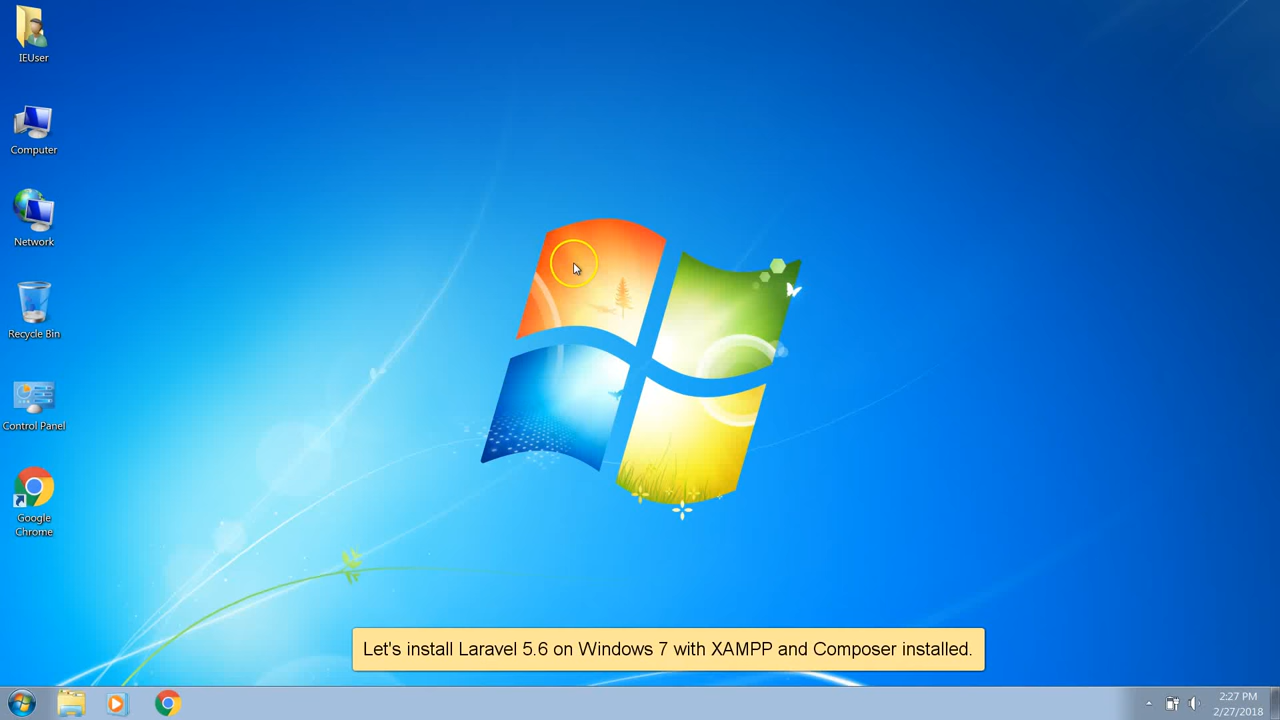 IEUser
Computer
Network
Recycle Bin
Control Panel
Google
Chrome
Let's install Laravel 5.6 on Windows 7 with XAMPP and Composer installed.
2:27 PM
2/27/2018